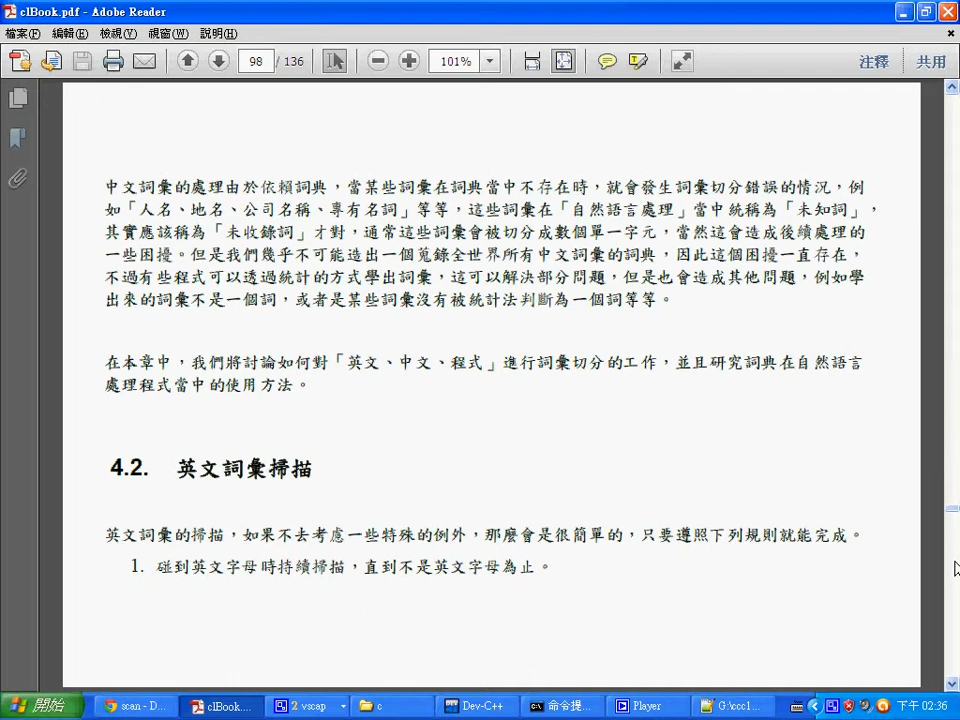 clBook.pdf - Adobe Reader
檔案(F) 編輯(E) 檢視(V) 視窗(W) 說明(H)
98 / 136 101% 注釋 共用
中文詞彙的處理由於依賴詞典，當某些詞彙在詞典當中不存在時，就會發生詞彙切分錯誤的情況，例
如「人名、地名、公司名稱、專有名詞」等等，這些詞彙在「自然語言處理」當中統稱為「未知詞」，
其實應該稱為「未收錄詞」才對，通常這些詞彙會被切分成數個單一字元，當然這會造成後續處理的
一些困擾。但是我們幾乎不可能造出一個蒐錄全世界所有中文詞彙的詞典，因此這個困擾一直存在，
不過有些程式可以透過統計的方式學出詞彙，這可以解決部分問題，但是也會造成其他問題，例如學
出來的詞彙不是一個詞，或者是某些詞彙沒有被統計法判斷為一個詞等等。
在本章中，我們將討論如何對「英文、中文、程式」進行詞彙切分的工作，並且研究詞典在自然語言
處理程式當中的使用方法。
4.2. 英文詞彙掃描
英文詞彙的掃描，如果不去考慮一些特殊的例外，那麼會是很簡單的，只要遵照下列規則就能完成。
1. 碰到英文字母時持續掃描，直到不是英文字母為止。
開始 scan - D... clBook.... 2 vscap c Dev-C++ 命令提... Player G:\ccc1... 下午 02:36